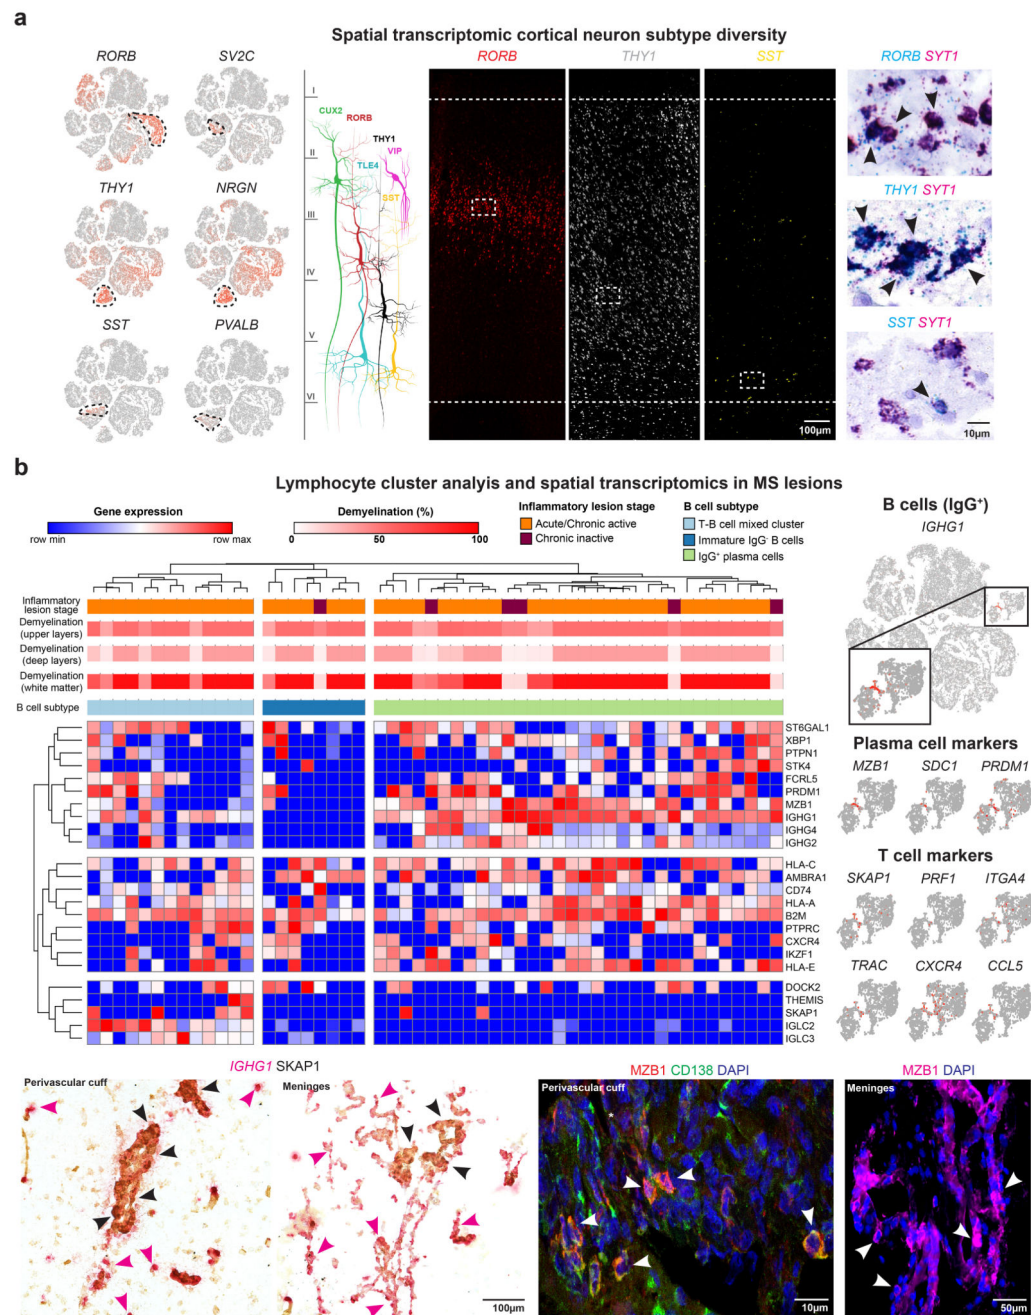 a
Spatial transcriptomic cortical neuron subtype diversity
RORB
SV2C
THY1
NRGN
SST
PVALB
I
II
III
IV
V
VI
CUX2
RORB
THY1
VIP
TLE4
SST
RORB
THY1
SST
100µm
RORB SYT1
THY1 SYT1
SST SYT1
10µm
b
Lymphocyte cluster analyis and spatial transcriptomics in MS lesions
Gene expression
row min
row max
Demyelination (%)
0
50
100
Inflammatory lesion stage
Acute/Chronic active
Chronic inactive
B cell subtype
T-B cell mixed cluster
Immature IgG- B cells
IgG+ plasma cells
Inflammatory
lesion stage
Demyelination
(upper layers)
Demyelination
(deep layers)
Demyelination
(white matter)
B cell subtype
ST6GAL1
XBP1
PTPN1
STK4
FCRL5
PRDM1
MZB1
IGHG1
IGHG4
IGHG2
HLA-C
AMBRA1
CD74
HLA-A
B2M
PTPRC
CXCR4
IKZF1
HLA-E
DOCK2
THEMIS
SKAP1
IGLC2
IGLC3
B cells (IgG+)
IGHG1
Plasma cell markers
MZB1
SDC1
PRDM1
T cell markers
SKAP1
PRF1
ITGA4
TRAC
CXCR4
CCL5
IGHG1 SKAP1
Perivascular cuff
Meninges
100µm
MZB1 CD138 DAPI
Perivascular cuff
*
10µm
MZB1 DAPI
Meninges
50µm